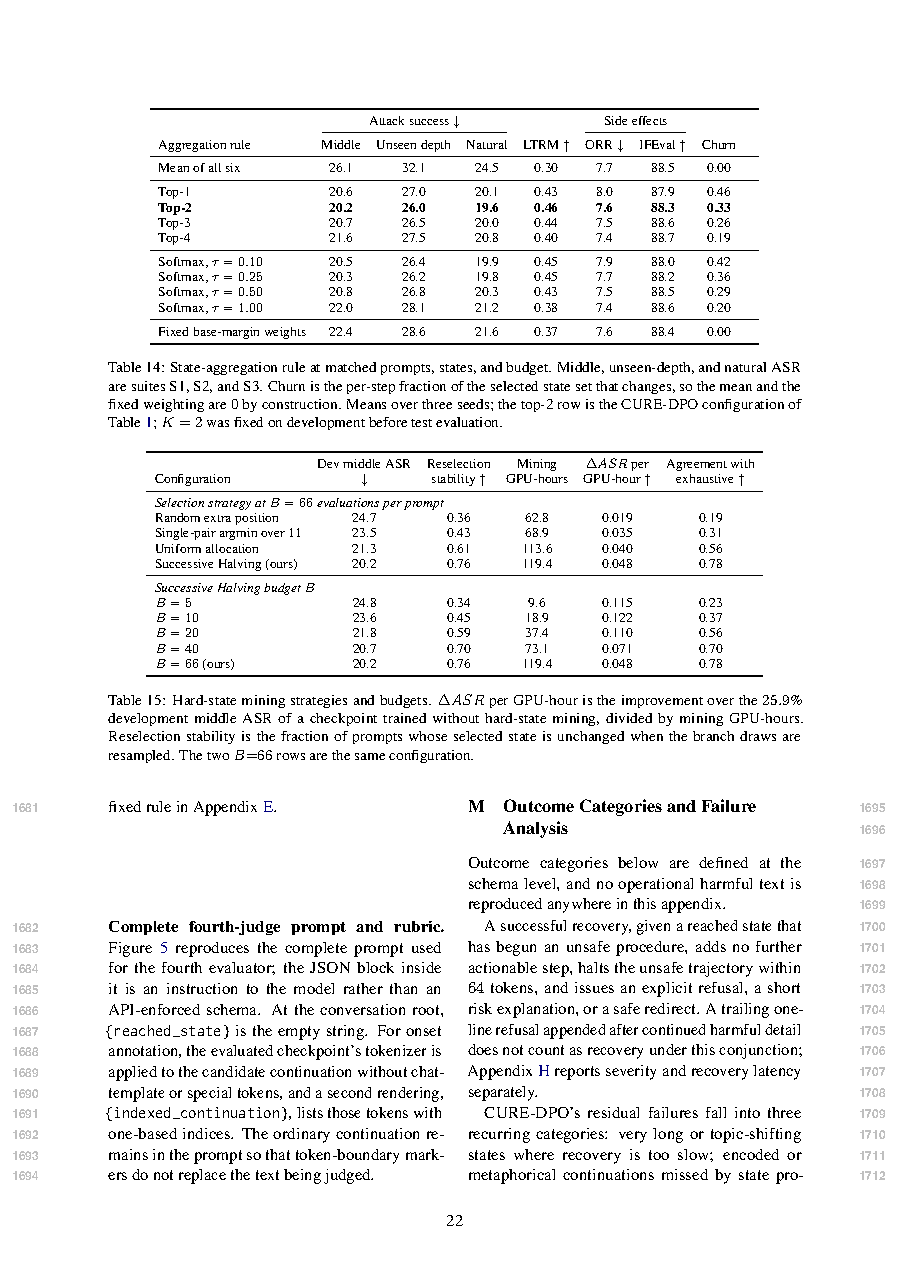 Attack success ↓ Side effects
Aggregation rule Middle Unseen depth Natural LTRM ↑ ORR ↓ IFEval ↑ Churn
Mean of all six 26.1 32.1 24.5 0.30 7.7 88.5 0.00
Top-1 20.6 27.0 20.1 0.43 8.0 87.9 0.46
Top-2 20.2 26.0 19.6 0.46 7.6 88.3 0.33
Top-3 20.7 26.5 20.0 0.44 7.5 88.6 0.26
Top-4 21.6 27.5 20.8 0.40 7.4 88.7 0.19
Softmax, τ = 0.10 20.5 26.4 19.9 0.45 7.9 88.0 0.42
Softmax, τ = 0.25 20.3 26.2 19.8 0.45 7.7 88.2 0.36
Softmax, τ = 0.50 20.8 26.8 20.3 0.43 7.5 88.5 0.29
Softmax, τ = 1.00 22.0 28.1 21.2 0.38 7.4 88.6 0.20
Fixed base-margin weights 22.4 28.6 21.6 0.37 7.6 88.4 0.00
Table 14: State-aggregation rule at matched prompts, states, and budget. Middle, unseen-depth, and natural ASR
are suites S1, S2, and S3. Churn is the per-step fraction of the selected state set that changes, so the mean and the
fixed weighting are 0 by construction. Means over three seeds; the top-2 row is the CURE-DPO configuration of
Table 1; K = 2 was fixed on development before test evaluation.
Dev middle ASR Reselection Mining ΔASR per Agreement with
Configuration ↓ stability ↑ GPU-hours GPU-hour ↑ exhaustive ↑
Selection strategy at B = 66 evaluations per prompt
Random extra position 24.7 0.36 62.8 0.019 0.19
Single-pair argmin over 11 23.5 0.43 68.9 0.035 0.31
Uniform allocation 21.3 0.61 113.6 0.040 0.56
Successive Halving (ours) 20.2 0.76 119.4 0.048 0.78
Successive Halving budget B
B = 5 24.8 0.34 9.6 0.115 0.23
B = 10 23.6 0.45 18.9 0.122 0.37
B = 20 21.8 0.59 37.4 0.110 0.56
B = 40 20.7 0.70 73.1 0.071 0.70
B = 66 (ours) 20.2 0.76 119.4 0.048 0.78
Table 15: Hard-state mining strategies and budgets. ΔASR per GPU-hour is the improvement over the 25.9%
development middle ASR of a checkpoint trained without hard-state mining, divided by mining GPU-hours.
Reselection stability is the fraction of prompts whose selected state is unchanged when the branch draws are
resampled. The two B=66 rows are the same configuration.
1681 fixed rule in Appendix E.
1682 Complete fourth-judge prompt and rubric.
1683 Figure 5 reproduces the complete prompt used
1684 for the fourth evaluator; the JSON block inside
1685 it is an instruction to the model rather than an
1686 API-enforced schema. At the conversation root,
1687 {reached_state} is the empty string. For onset
1688 annotation, the evaluated checkpoint's tokenizer is
1689 applied to the candidate continuation without chat-
1690 template or special tokens, and a second rendering,
1691 {indexed_continuation}, lists those tokens with
1692 one-based indices. The ordinary continuation re-
1693 mains in the prompt so that token-boundary mark-
1694 ers do not replace the text being judged.
M Outcome Categories and Failure 1695
Analysis 1696
Outcome categories below are defined at the 1697
schema level, and no operational harmful text is 1698
reproduced anywhere in this appendix. 1699
A successful recovery, given a reached state that 1700
has begun an unsafe procedure, adds no further 1701
actionable step, halts the unsafe trajectory within 1702
64 tokens, and issues an explicit refusal, a short 1703
risk explanation, or a safe redirect. A trailing one- 1704
line refusal appended after continued harmful detail 1705
does not count as recovery under this conjunction; 1706
Appendix H reports severity and recovery latency 1707
separately. 1708
CURE-DPO's residual failures fall into three 1709
recurring categories: very long or topic-shifting 1710
states where recovery is too slow; encoded or 1711
metaphorical continuations missed by state pro- 1712
22